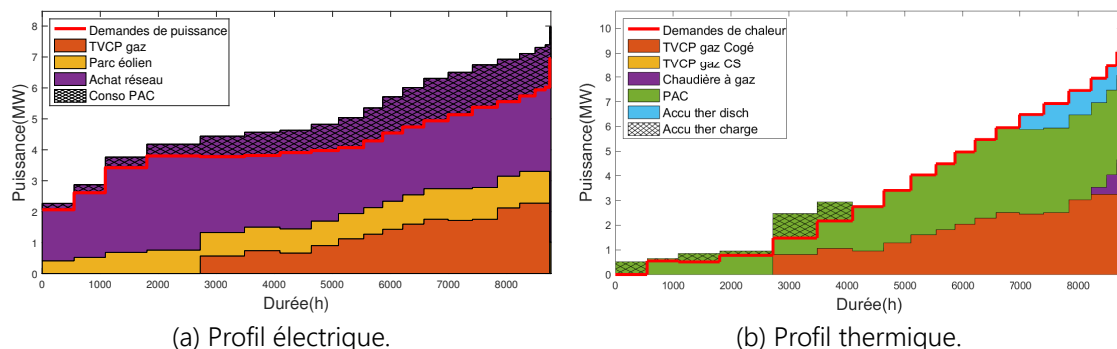 8
7
6
5
4
3
2
1
0
Puissance(MW)
Demandes de puissance
TVCP gaz
Parc éolien
Achat réseau
Conso PAC
0 1000 2000 3000 4000 5000 6000 7000 8000
Durée(h)
(a) Profil électrique.
10
9
8
7
6
5
4
3
2
1
0
Puissance(MW)
Demandes de chaleur
TVCP gaz Cogé
TVCP gaz CS
Chaudière à gaz
PAC
Accu ther disch
Accu ther charge
0 1000 2000 3000 4000 5000 6000 7000 8000
Durée(h)
(b) Profil thermique.